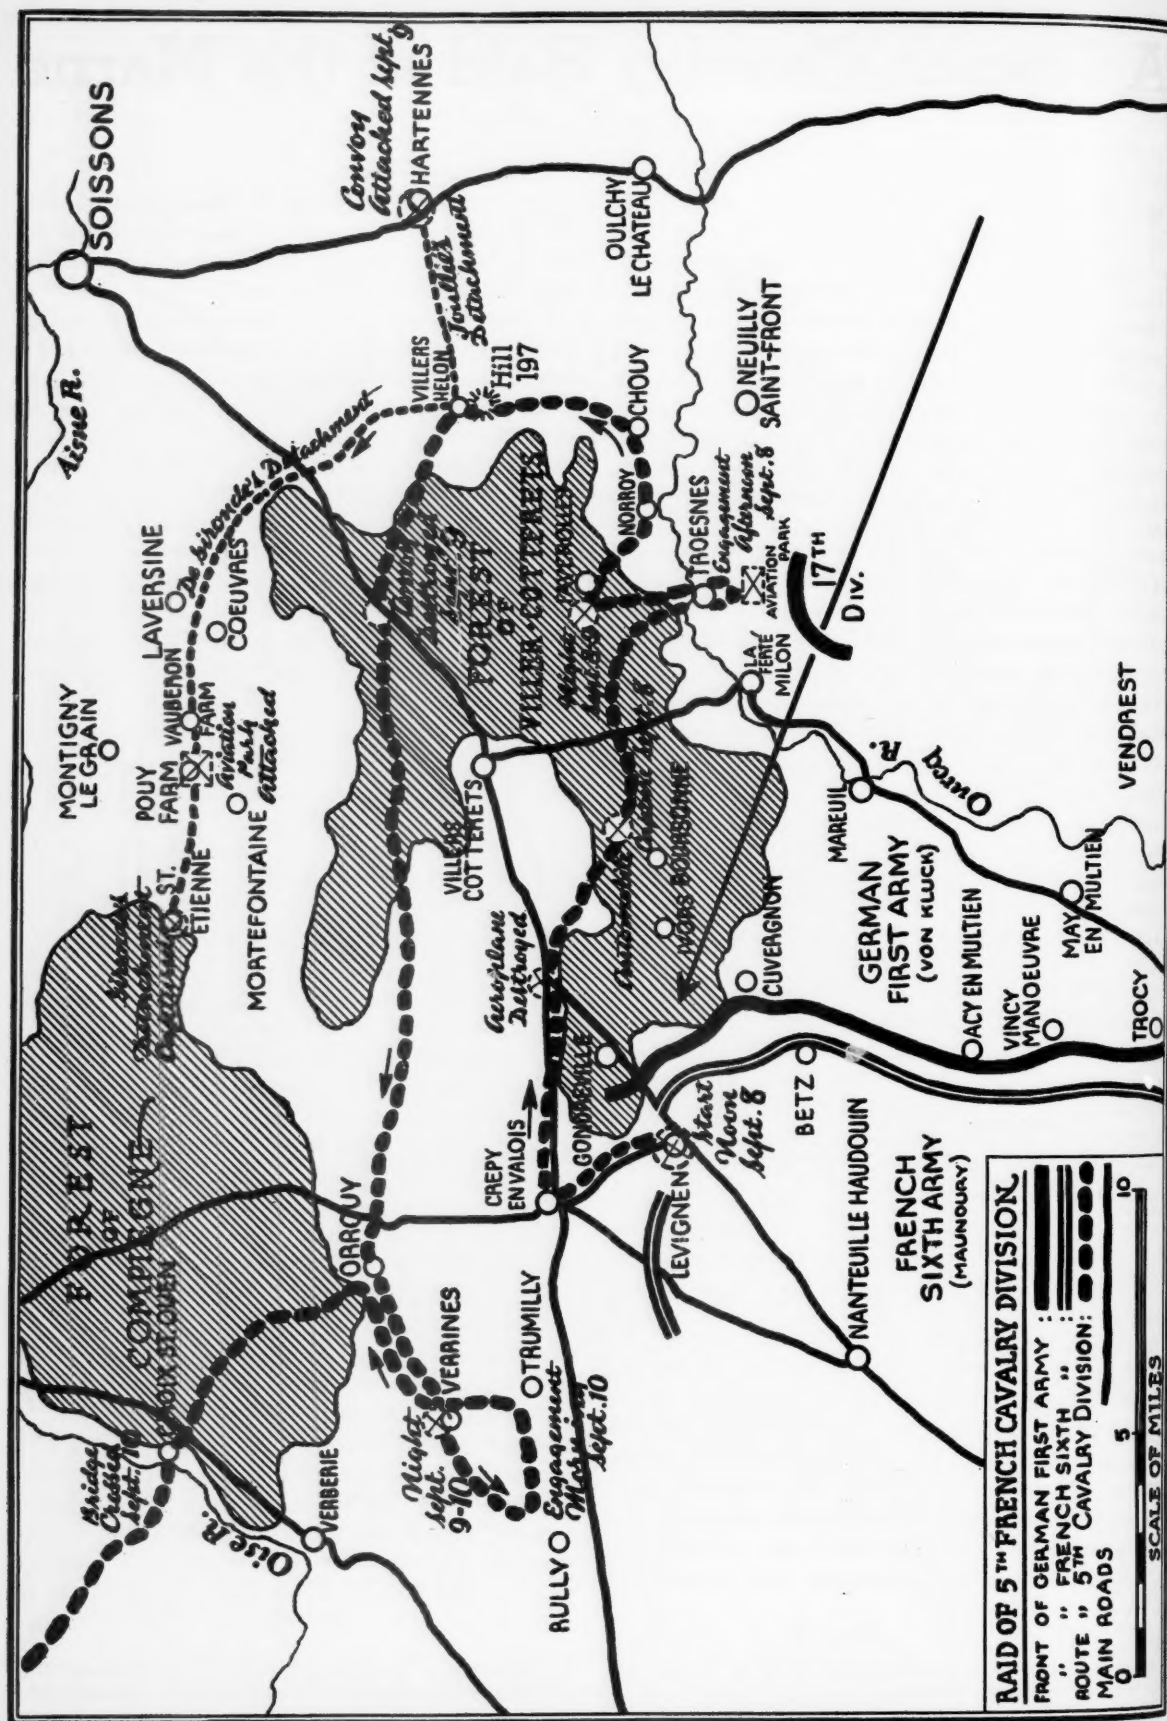 SOISSONS
Aisne R.
Convoy
Attacked Sept. 9
HARTENNES
VILLERS
HELON
Detachment
Hill
197
OULCHY
LE CHATEAU
CHOUY
NEUILLY
SAINT-FRONT
NORROY
TROESNES
Engagement
Afternoon
Sept. 8
AVIATION
PARK
17TH
DIV.
LAVERSINE
Detachment
COEUVRES
MONTIGNY
LE GRAIN
POUY
FARM
VAUBERON
FARM
Aviation
Park
Attacked
MORTEFONTAINE
ST.
ETIENNE
Detachment
FOREST
OF
COMPIEGNE
FOREST
OF
VILLER-COTTERETS
FAVEROLLES
Night
VILLERS
COTTERETS
LA
FERTE
MILON
Aeroplane
Destroyed
IVORS
BOURSONNE
CUVERGNON
MAREUIL
Ourcq R.
GERMAN
FIRST ARMY
(VON KLUCK)
VENDREST
MAY
EN
MULTIEN
ACY EN MULTIEN
VINCY
MANOEUVRE
TROCY
BETZ
GONDREVILLE
Start
Noon
Sept. 8
LEVIGNEN
CREPY
EN VALOIS
NANTEUIL LE HAUDOUIN
FRENCH
SIXTH ARMY
(MAUNOURY)
ORROUY
Bridge
Crossed
Sept. 10
Oise R.
VERBERIE
Night
Sept.
9-10
VERRINES
TRUMILLY
RULLY
Engagement
Morning
Sept. 10
RAID OF 5TH FRENCH CAVALRY DIVISION
FRONT OF GERMAN FIRST ARMY :
" " FRENCH SIXTH " :
ROUTE " 5TH CAVALRY DIVISION:
MAIN ROADS
0 5 10
SCALE OF MILES